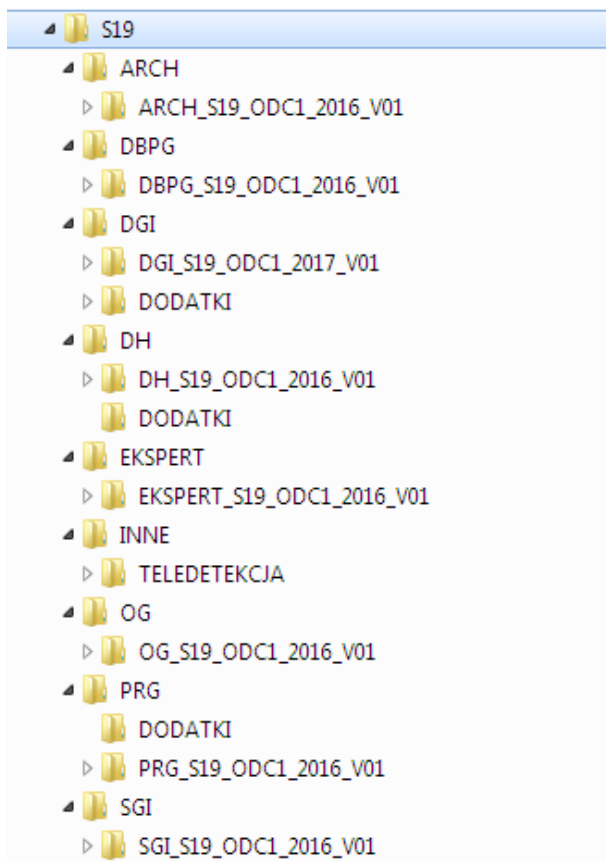 S19
ARCH
ARCH_S19_ODC1_2016_V01
DBPG
DBPG_S19_ODC1_2016_V01
DGI
DGI_S19_ODC1_2017_V01
DODATKI
DH
DH_S19_ODC1_2016_V01
DODATKI
EKSPERT
EKSPERT_S19_ODC1_2016_V01
INNE
TELEDETEKCJA
OG
OG_S19_ODC1_2016_V01
PRG
DODATKI
PRG_S19_ODC1_2016_V01
SGI
SGI_S19_ODC1_2016_V01